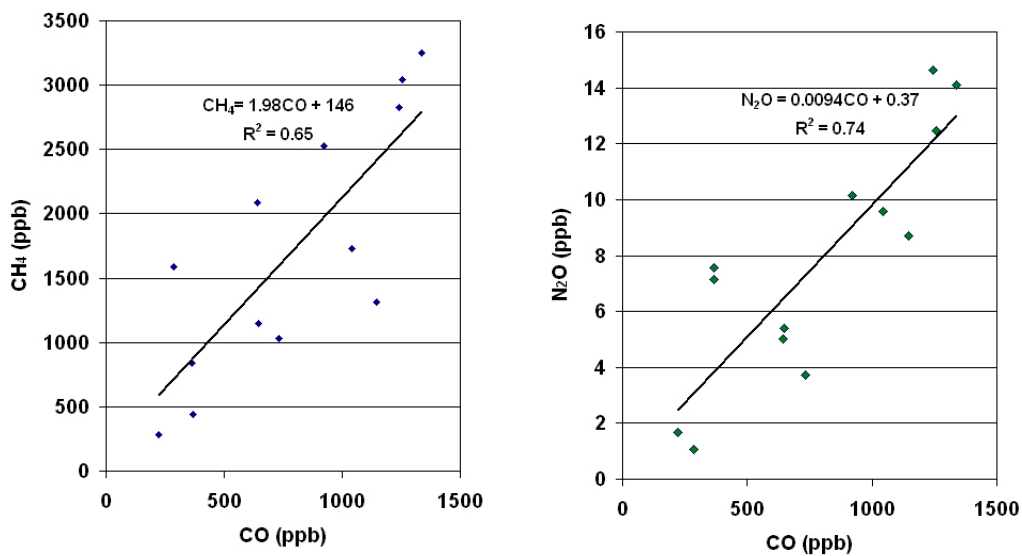 3500
3000
2500
2000
1500
1000
500
0
CH₄ (ppb)
CH₄= 1.98CO + 146
R² = 0.65
0 500 1000 1500
CO (ppb)
16
14
12
10
8
6
4
2
0
N₂O (ppb)
N₂O = 0.0094CO + 0.37
R² = 0.74
0 500 1000 1500
CO (ppb)